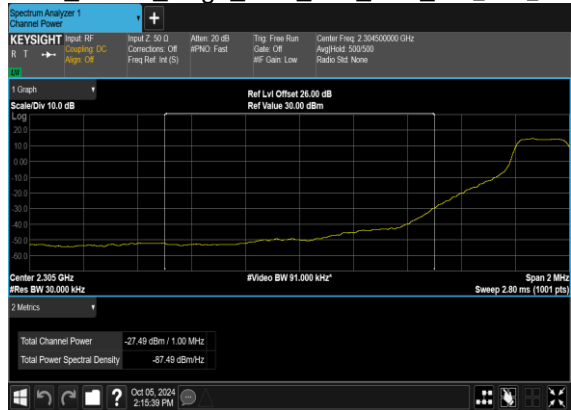 Spectrum Analyzer 1
Channel Power
+
KEYSIGHT
R T
Input: RF
Coupling: DC
Align: Off
Input Z: 50 Ω
Corrections: Off
Freq Ref: Int (S)
Atten: 20 dB
#PNO: Fast
Trig: Free Run
Gate: Off
#IF Gain: Low
Center Freq: 2.304500000 GHz
Avg|Hold: 500/500
Radio Std: None
1 Graph
Scale/Div 10.0 dB
Ref Lvl Offset 26.00 dB
Ref Value 30.00 dBm
Log
20.0
10.0
0.00
-10.0
-20.0
-30.0
-40.0
-50.0
-60.0
Center 2.305 GHz
#Video BW 91.000 kHz*
Span 2 MHz
#Res BW 30.000 kHz
Sweep 2.80 ms (1001 pts)
2 Metrics
Total Channel Power -27.49 dBm / 1.00 MHz
Total Power Spectral Density -87.49 dBm/Hz
?
Oct 05, 2024
2:15:39 PM